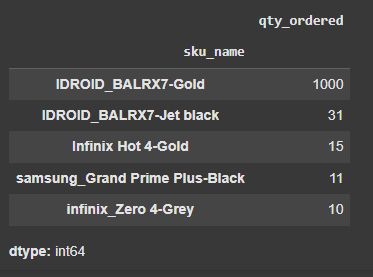 qty_ordered
sku_name
IDROID_BALRX7-Gold 1000
IDROID_BALRX7-Jet black 31
Infinix Hot 4-Gold 15
samsung_Grand Prime Plus-Black 11
infinix_Zero 4-Grey 10
dtype: int64